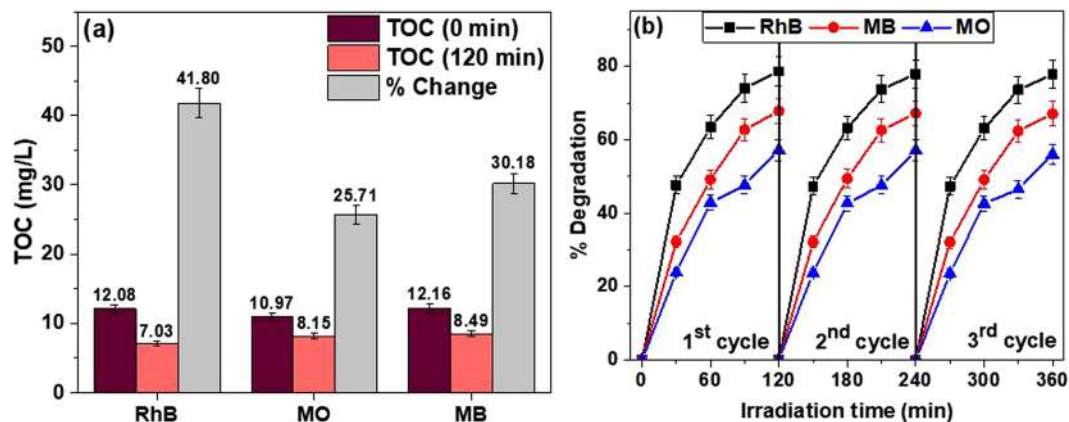 (a)
TOC (0 min)
TOC (120 min)
% Change
TOC (mg/L)
50
40
30
20
10
0
12.08
7.03
41.80
10.97
8.15
25.71
12.16
8.49
30.18
RhB MO MB
(b)
RhB MB MO
% Degradation
80
60
40
20
0
1st cycle 2nd cycle 3rd cycle
0 60 120 180 240 300 360
Irradiation time (min)